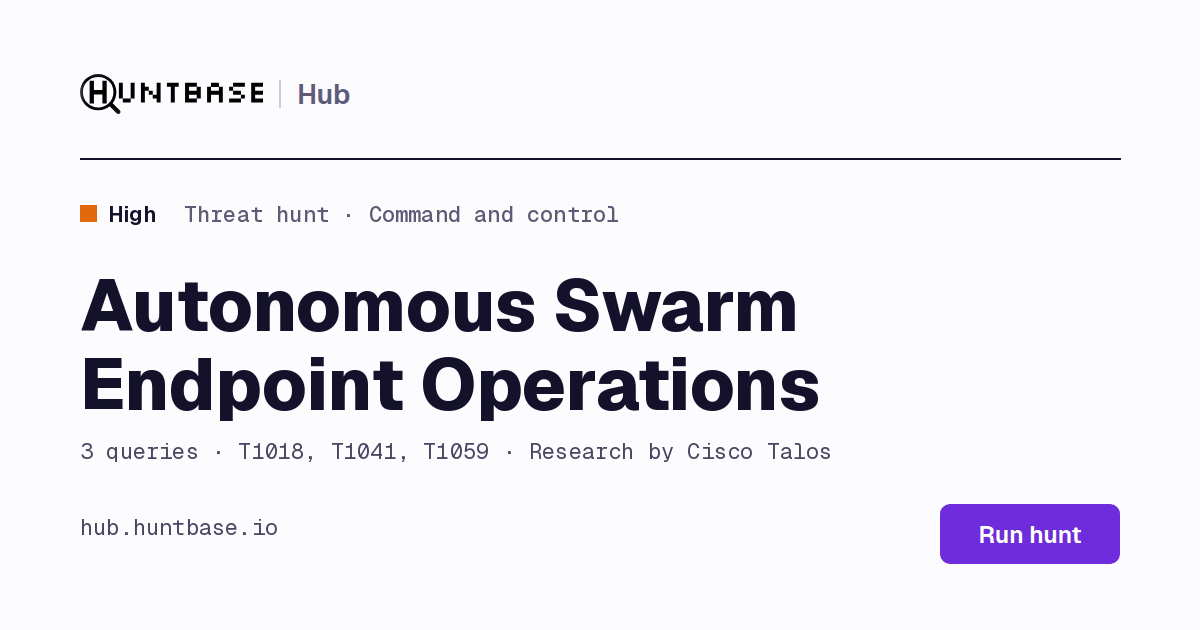 HUNTBASE Hub
High Threat hunt · Command and control
Autonomous Swarm
Endpoint Operations
3 queries · T1018, T1041, T1059 · Research by Cisco Talos
hub.huntbase.io
Run hunt